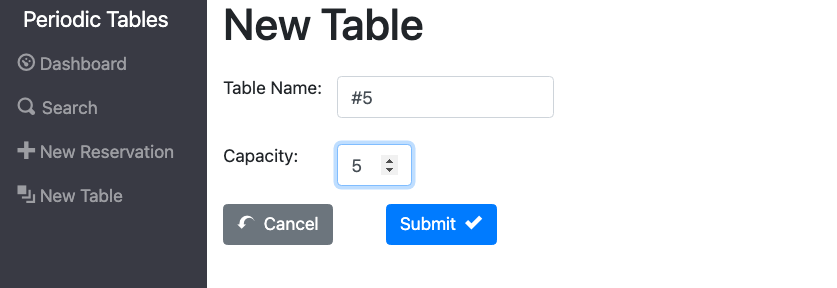 Periodic Tables
Dashboard
Search
New Reservation
New Table
New Table
Table Name:
#5
Capacity:
5
Cancel
Submit